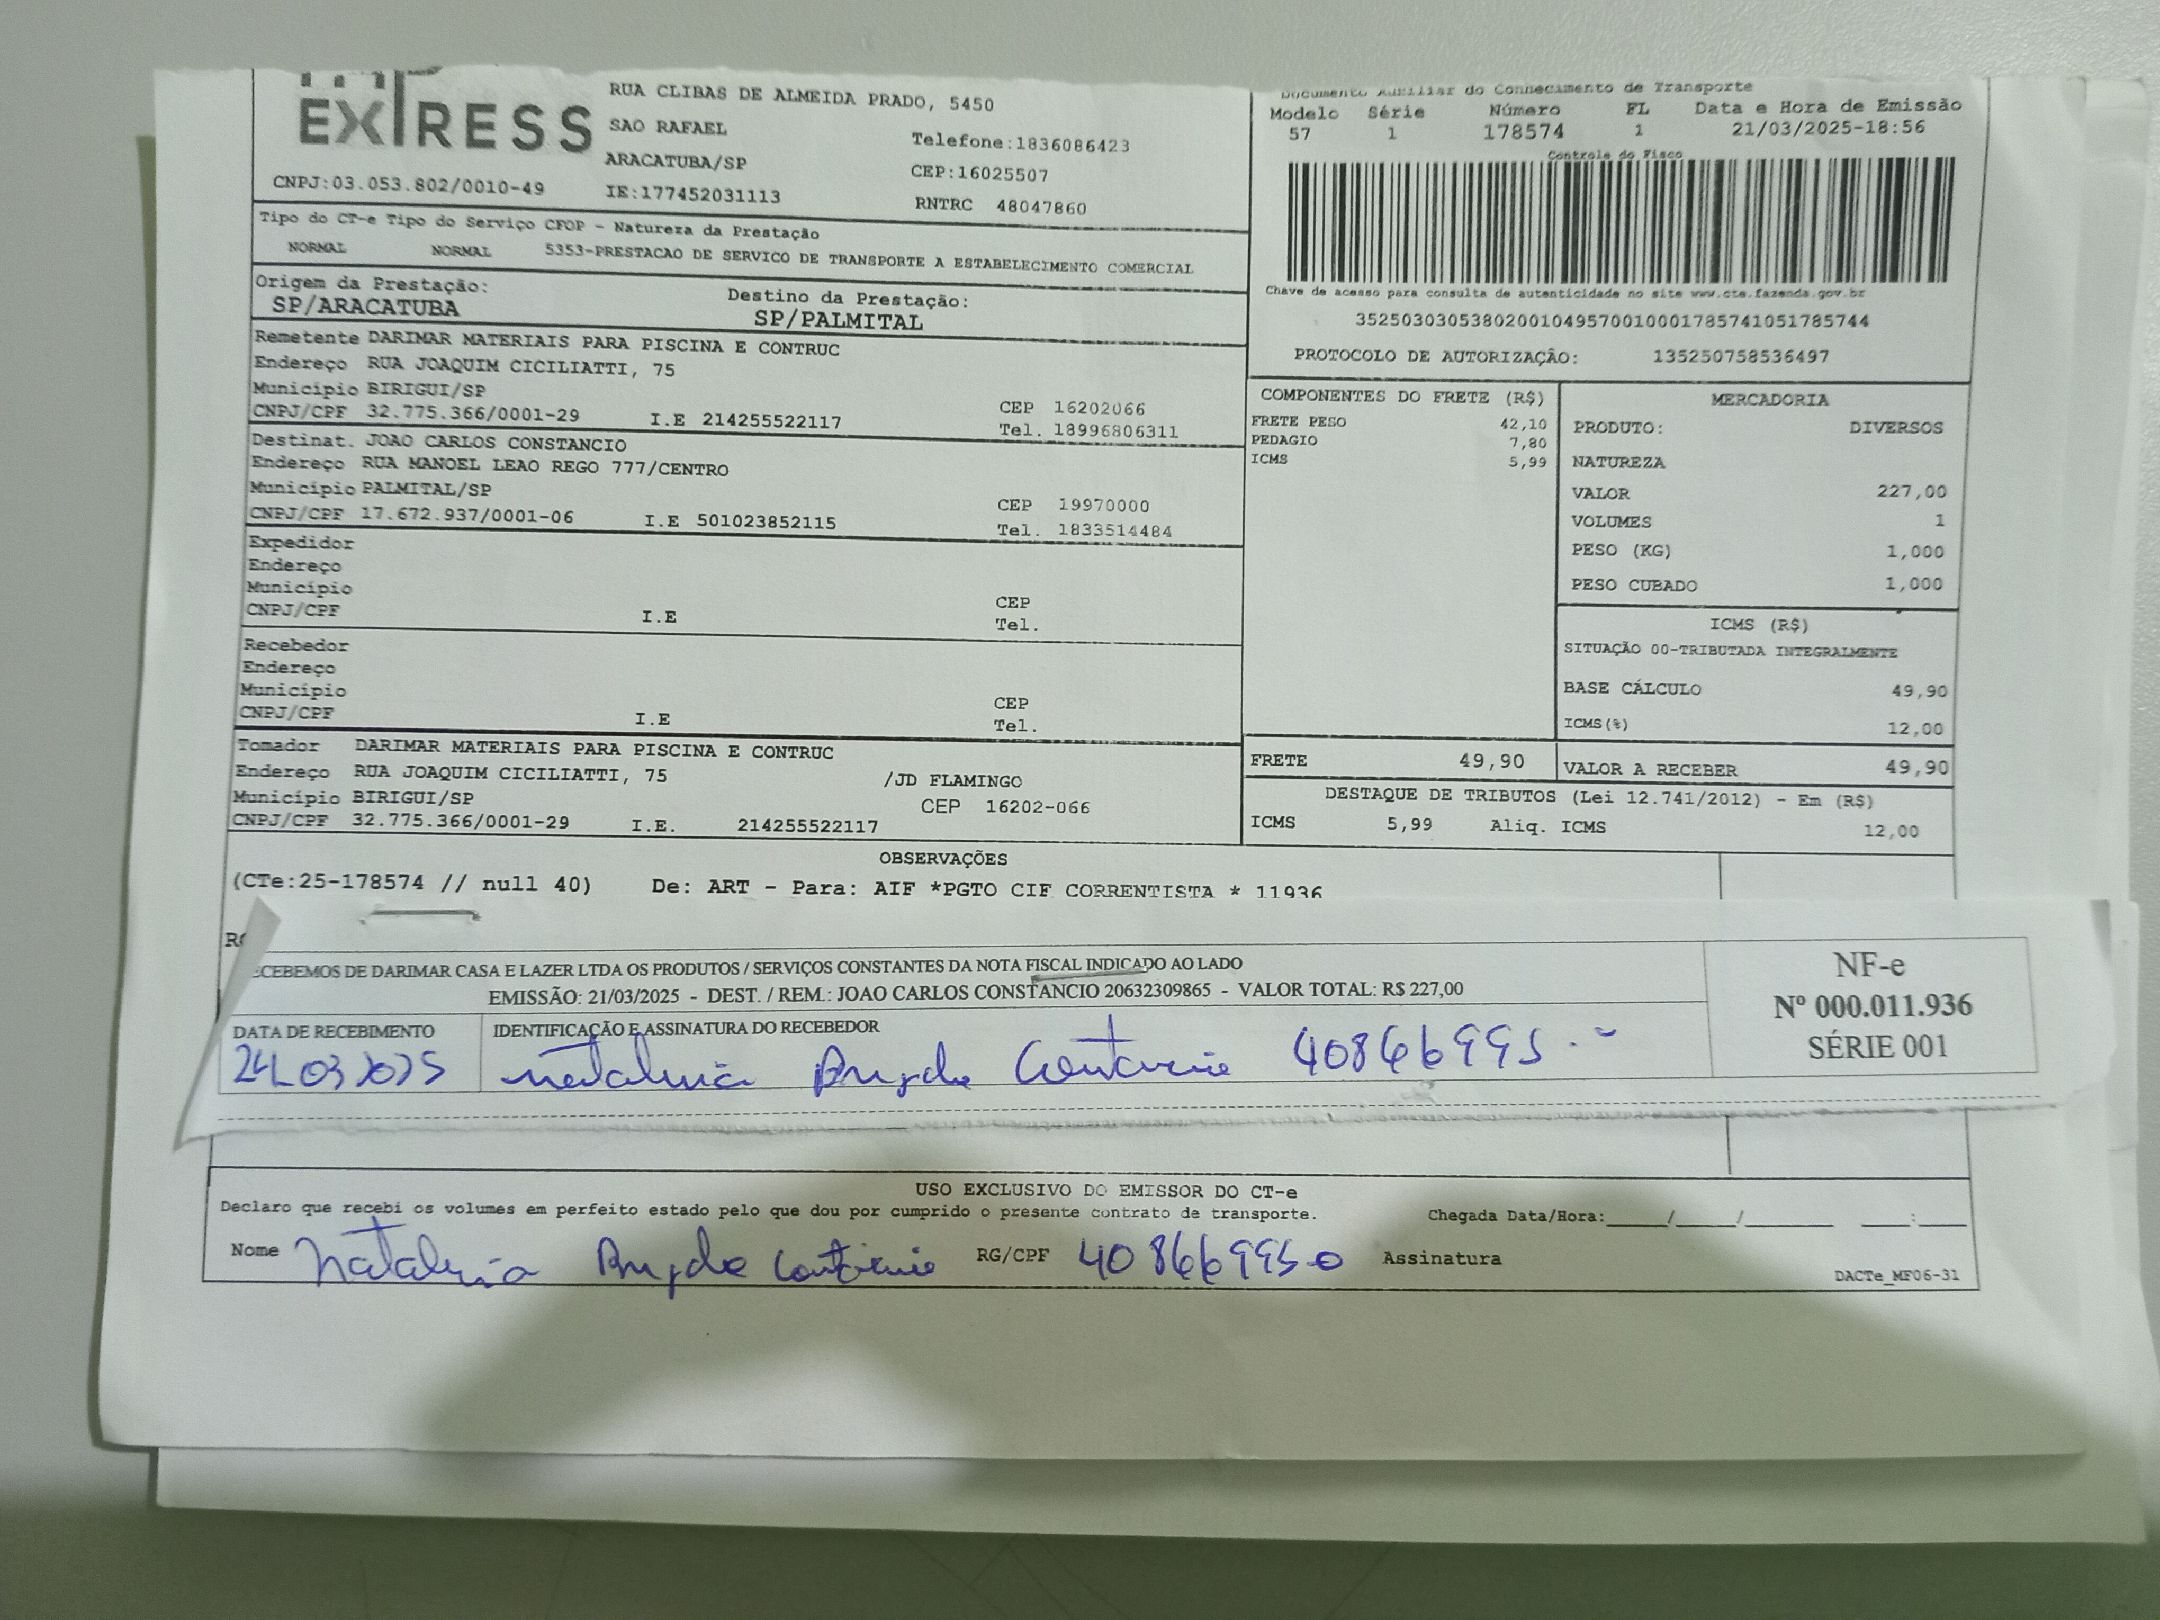 EXPRESS
RUA CLIBAS DE ALMEIDA PRADO, 5450
SAO RAFAEL
Telefone:1836086423
ARACATUBA/SP
CEP:16025507
CNPJ:03.053.802/0010-49
IE:177452031113
RNTRC 48047860
Documento Auxiliar do Conhecimento de Transporte
Modelo Série Número FL Data e Hora de Emissão
57 1 178574 1 21/03/2025-18:56
Controle do Fisco
Chave de acesso para consulta de autenticidade no site www.cte.fazenda.gov.br
35250303053802001049570010001785741051785744
PROTOCOLO DE AUTORIZAÇÃO: 135250758536497
Tipo do CT-e Tipo do Serviço CFOP - Natureza da Prestação
NORMAL NORMAL 5353-PRESTACAO DE SERVICO DE TRANSPORTE A ESTABELECIMENTO COMERCIAL
Origem da Prestação: Destino da Prestação:
SP/ARACATUBA SP/PALMITAL
Remetente DARIMAR MATERIAIS PARA PISCINA E CONTRUC
Endereço RUA JOAQUIM CICILIATTI, 75
Município BIRIGUI/SP CEP 16202066
CNPJ/CPF 32.775.366/0001-29 I.E 214255522117 Tel. 18996806311
Destinat. JOAO CARLOS CONSTANCIO
Endereço RUA MANOEL LEAO REGO 777/CENTRO
Município PALMITAL/SP CEP 19970000
CNPJ/CPF 17.672.937/0001-06 I.E 501023852115 Tel. 1833514484
Expedidor
Endereço
Município CEP
CNPJ/CPF I.E Tel.
Recebedor
Endereço
Município CEP
CNPJ/CPF I.E Tel.
Tomador DARIMAR MATERIAIS PARA PISCINA E CONTRUC
Endereço RUA JOAQUIM CICILIATTI, 75 /JD FLAMINGO
Município BIRIGUI/SP CEP 16202-066
CNPJ/CPF 32.775.366/0001-29 I.E. 214255522117
COMPONENTES DO FRETE (R$)
FRETE PESO 42,10
PEDAGIO 7,80
ICMS 5,99
MERCADORIA
PRODUTO: DIVERSOS
NATUREZA
VALOR 227,00
VOLUMES 1
PESO (KG) 1,000
PESO CUBADO 1,000
ICMS (R$)
SITUAÇÃO 00-TRIBUTADA INTEGRALMENTE
BASE CÁLCULO 49,90
ICMS(%) 12,00
FRETE 49,90 VALOR A RECEBER 49,90
DESTAQUE DE TRIBUTOS (Lei 12.741/2012) - Em (R$)
ICMS 5,99 Aliq. ICMS 12,00
OBSERVAÇÕES
(CTe:25-178574 // null 40) De: ART - Para: AIF *PGTO CIF CORRENTISTA * 11936
ECEBEMOS DE DARIMAR CASA E LAZER LTDA OS PRODUTOS / SERVIÇOS CONSTANTES DA NOTA FISCAL INDICADO AO LADO
EMISSÃO: 21/03/2025 - DEST. / REM.: JOAO CARLOS CONSTANCIO 20632309865 - VALOR TOTAL: R$ 227,00
DATA DE RECEBIMENTO IDENTIFICAÇÃO E ASSINATURA DO RECEBEDOR
24 03 2025 40866995
NF-e
Nº 000.011.936
SÉRIE 001
USO EXCLUSIVO DO EMISSOR DO CT-e
Declaro que recebi os volumes em perfeito estado pelo que dou por cumprido o presente contrato de transporte.
Chegada Data/Hora:_____/_____/_______ ____:____
Nome RG/CPF 408669950 Assinatura
DACTe_MF06-31